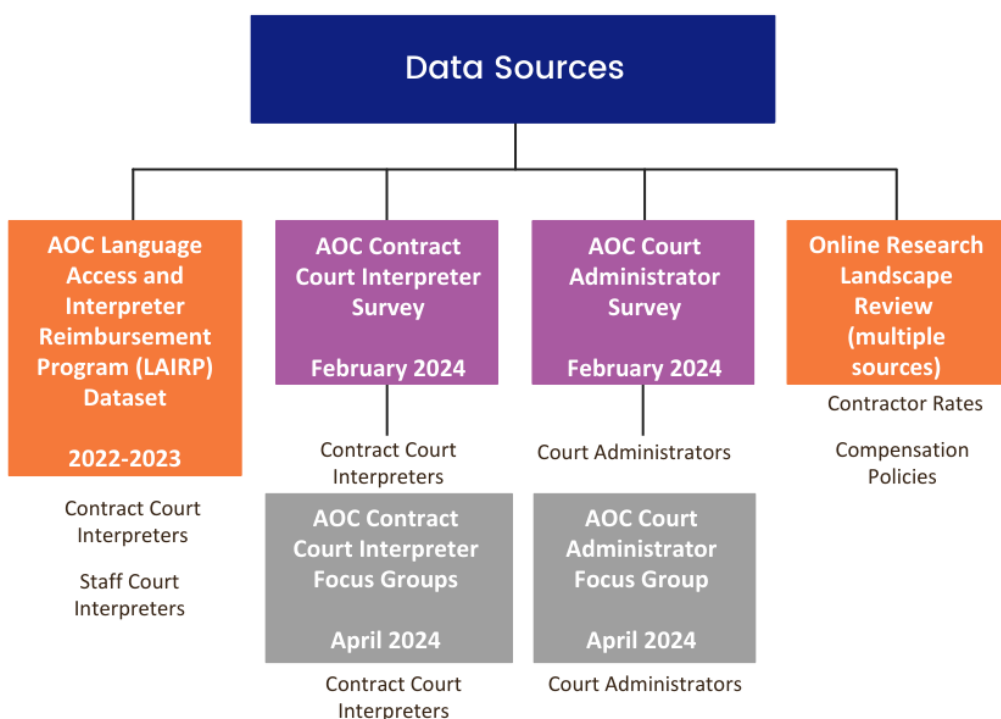 Data Sources
AOC Language
Access and
Interpreter
Reimbursement
Program (LAIRP)
Dataset
2022-2023
Contract Court
Interpreters
Staff Court
Interpreters
AOC Contract
Court Interpreter
Survey
February 2024
Contract Court
Interpreters
AOC Contract
Court Interpreter
Focus Groups
April 2024
Contract Court
Interpreters
AOC Court
Administrator
Survey
February 2024
Court Administrators
AOC Court
Administrator
Focus Group
April 2024
Court Administrators
Online Research
Landscape
Review
(multiple
sources)
Contractor Rates
Compensation
Policies